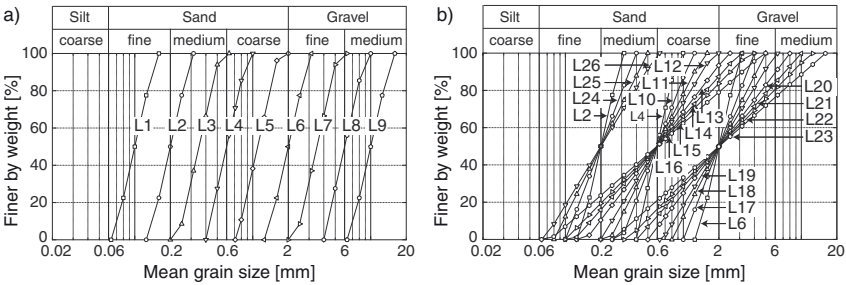 a)
Silt Sand Gravel
coarse fine medium coarse fine medium
100
80
60
40
20
0
Finer by weight [%]
L1 L2 L3 L4 L5 L6 L7 L8 L9
0.02 0.06 0.2 0.6 2 6 20
Mean grain size [mm]
b)
Silt Sand Gravel
coarse fine medium coarse fine medium
100
80
60
40
20
0
Finer by weight [%]
L26 L12
L25 L11 L20
L24 L10 L21
L2 L4 L13 L22
L14 L23
L15
L16
L19
L18
L17
L6
0.02 0.06 0.2 0.6 2 6 20
Mean grain size [mm]